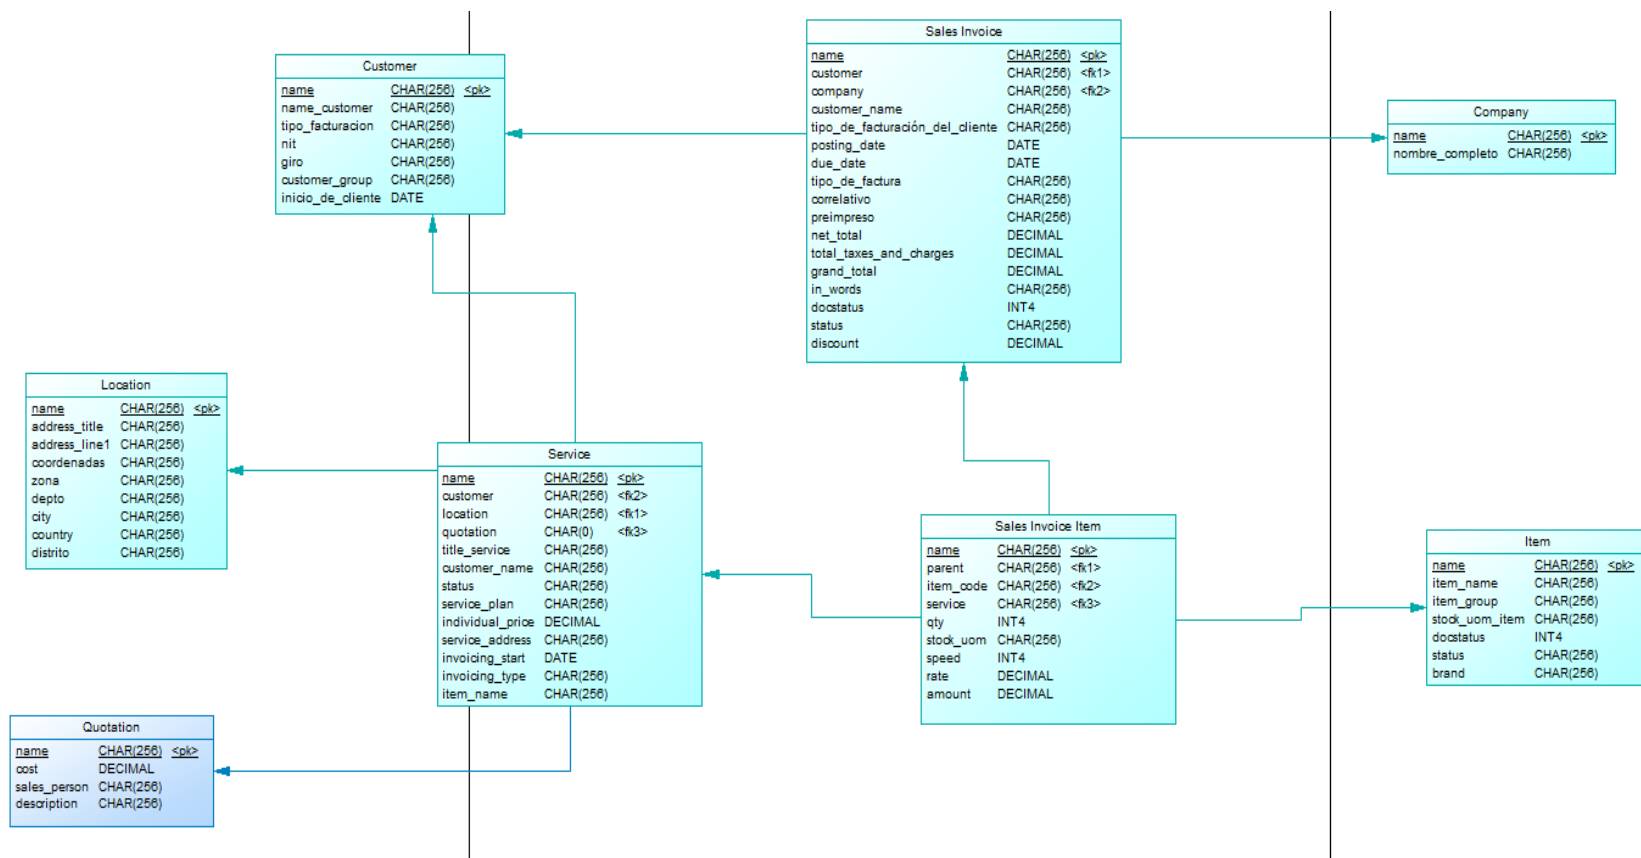 Customer
name CHAR(256) <pk>
name_customer CHAR(256)
tipo_facturacion CHAR(256)
nit CHAR(256)
giro CHAR(256)
customer_group CHAR(256)
inicio_de_cliente DATE
Sales Invoice
name CHAR(256) <pk>
customer CHAR(256) <fk1>
company CHAR(256) <fk2>
customer_name CHAR(256)
tipo_de_facturación_del_cliente CHAR(256)
posting_date DATE
due_date DATE
tipo_de_factura CHAR(256)
correlativo CHAR(256)
preimpreso CHAR(256)
net_total DECIMAL
total_taxes_and_charges DECIMAL
grand_total DECIMAL
in_words CHAR(256)
docstatus INT4
status CHAR(256)
discount DECIMAL
Company
name CHAR(256) <pk>
nombre_completo CHAR(256)
Location
name CHAR(256) <pk>
address_title CHAR(256)
address_line1 CHAR(256)
coordenadas CHAR(256)
zona CHAR(256)
depto CHAR(256)
city CHAR(256)
country CHAR(256)
distrito CHAR(256)
Service
name CHAR(256) <pk>
customer CHAR(256) <fk2>
location CHAR(256) <fk1>
quotation CHAR(0) <fk3>
title_service CHAR(256)
customer_name CHAR(256)
status CHAR(256)
service_plan CHAR(256)
individual_price DECIMAL
service_address CHAR(256)
invoicing_start DATE
invoicing_type CHAR(256)
item_name CHAR(256)
Sales Invoice Item
name CHAR(256) <pk>
parent CHAR(256) <fk1>
item_code CHAR(256) <fk2>
service CHAR(256) <fk3>
qty INT4
stock_uom CHAR(256)
speed INT4
rate DECIMAL
amount DECIMAL
Item
name CHAR(256) <pk>
item_name CHAR(256)
item_group CHAR(256)
stock_uom_item CHAR(256)
docstatus INT4
status CHAR(256)
brand CHAR(256)
Quotation
name CHAR(256) <pk>
cost DECIMAL
sales_person CHAR(256)
description CHAR(256)